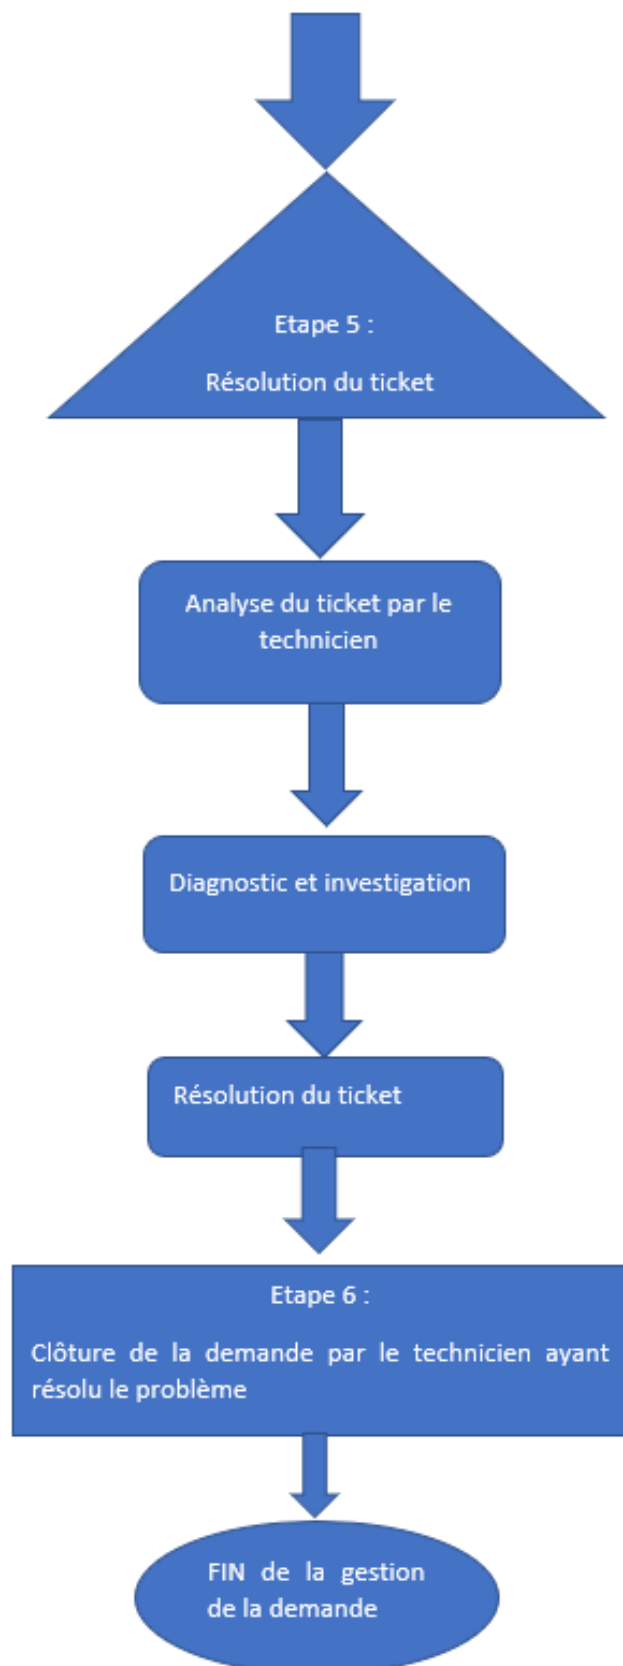 Etape 5 :
Résolution du ticket
Analyse du ticket par le
technicien
Diagnostic et investigation
Résolution du ticket
Etape 6 :
Clôture de la demande par le technicien ayant
résolu le problème
FIN de la gestion
de la demande